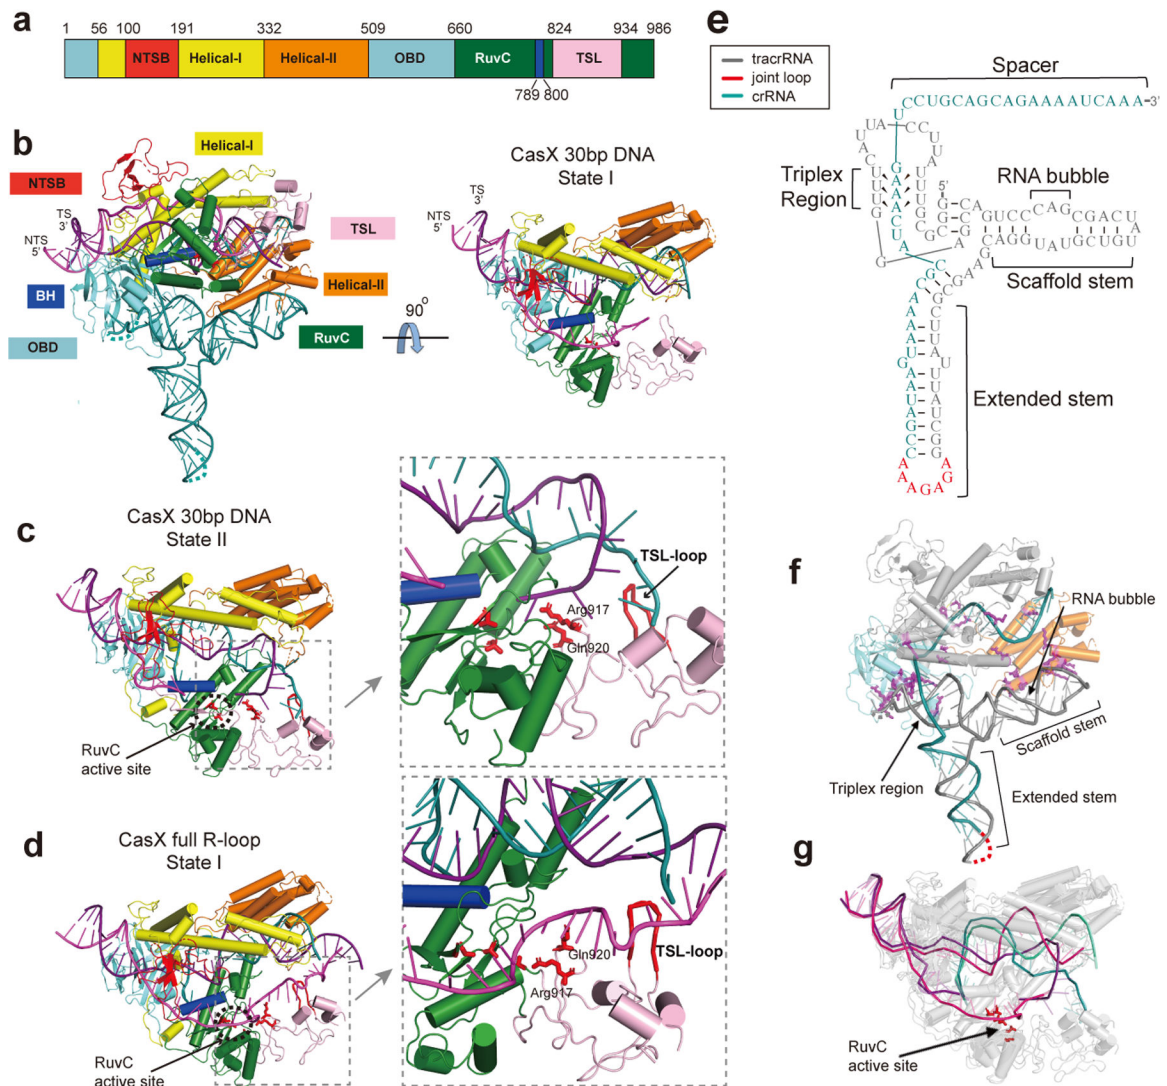 a
1 56 100 191 332 509 660 824 934 986
NTSB Helical-I Helical-II OBD RuvC TSL
789 800
b
Helical-I
NTSB
TS
3'
NTS
5'
TSL
BH
Helical-II
OBD
RuvC
90°
CasX 30bp DNA
State I
TS
3'
NTS
5'
c
CasX 30bp DNA
State II
RuvC
active site
TSL-loop
Arg917
Gln920
d
CasX full R-loop
State I
RuvC
active site
Gln920
TSL-loop
Arg917
e
tracrRNA
joint loop
crRNA
Spacer
UCCUGCAGCAGAAAAUCAAA-3'
Triplex
Region
5'
RNA bubble
AGUCCCAGCGACUA
Scaffold stem
Extended stem
f
RNA bubble
Scaffold stem
Triplex region
Extended stem
g
RuvC
active site